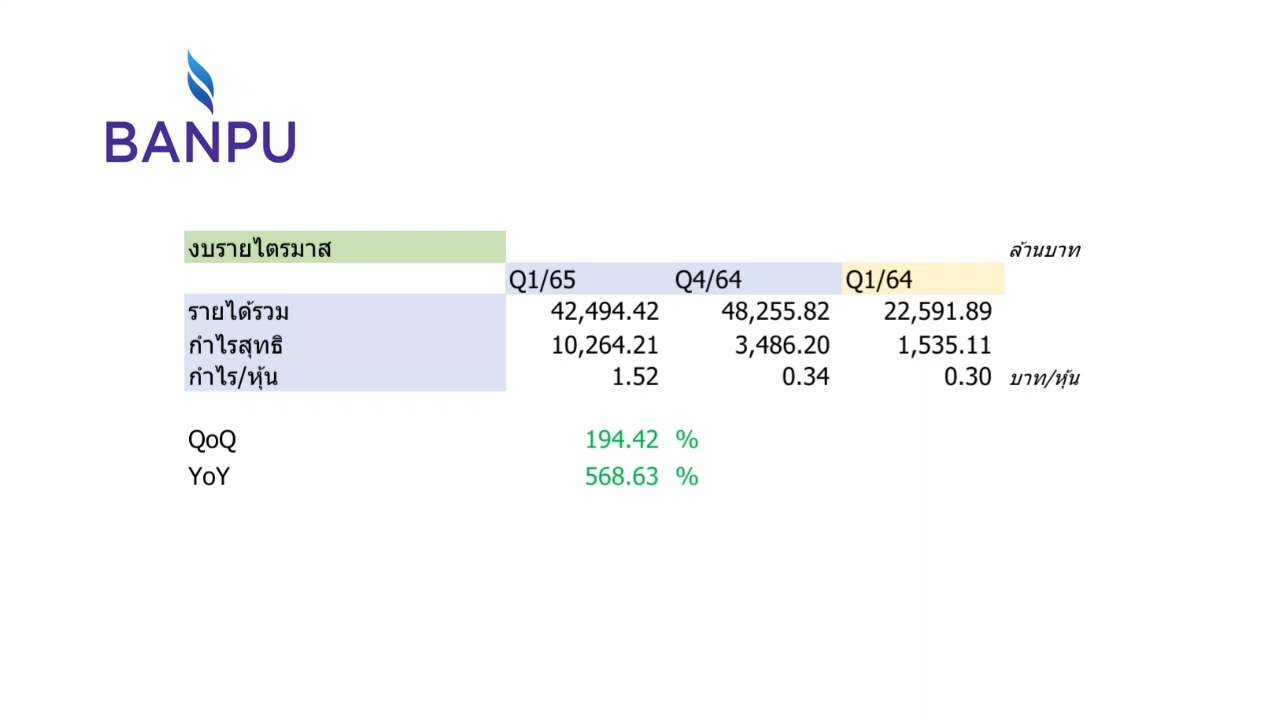 BANPU
งบรายไตรมาส ล้านบาท
Q1/65 Q4/64 Q1/64
รายได้รวม 42,494.42 48,255.82 22,591.89
กำไรสุทธิ 10,264.21 3,486.20 1,535.11
กำไร/หุ้น 1.52 0.34 0.30 บาท/หุ้น
QoQ 194.42 %
YoY 568.63 %